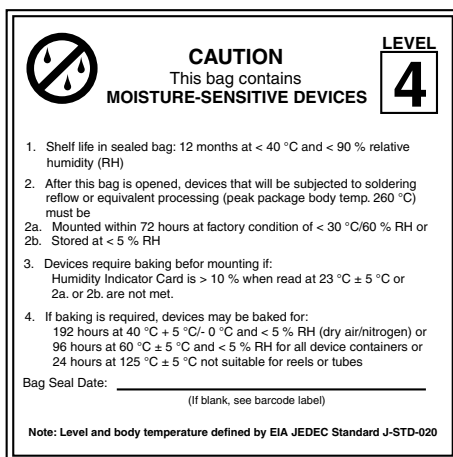 LEVEL
CAUTION
4
This bag contains
MOISTURE-SENSITIVE DEVICES
1. Shelf life in sealed bag: 12 months at < 40 °C and < 90 % relative
humidity (RH)
2. After this bag is opened, devices that will be subjected to soldering
reflow or equivalent processing (peak package body temp. 260 °C)
must be
2a. Mounted within 72 hours at factory condition of < 30 °C/60 % RH or
2b. Stored at < 5 % RH
3. Devices require baking befor mounting if:
Humidity Indicator Card is > 10 % when read at 23 °C ± 5 °C or
2a. or 2b. are not met.
4. If baking is required, devices may be baked for:
192 hours at 40 °C + 5 °C/- 0 °C and < 5 % RH (dry air/nitrogen) or
96 hours at 60 °C ± 5 °C and < 5 % RH for all device containers or
24 hours at 125 °C ± 5 °C not suitable for reels or tubes
Bag Seal Date:
(If blank, see barcode label)
Note: Level and body temperature defined by EIA JEDEC Standard J-STD-020